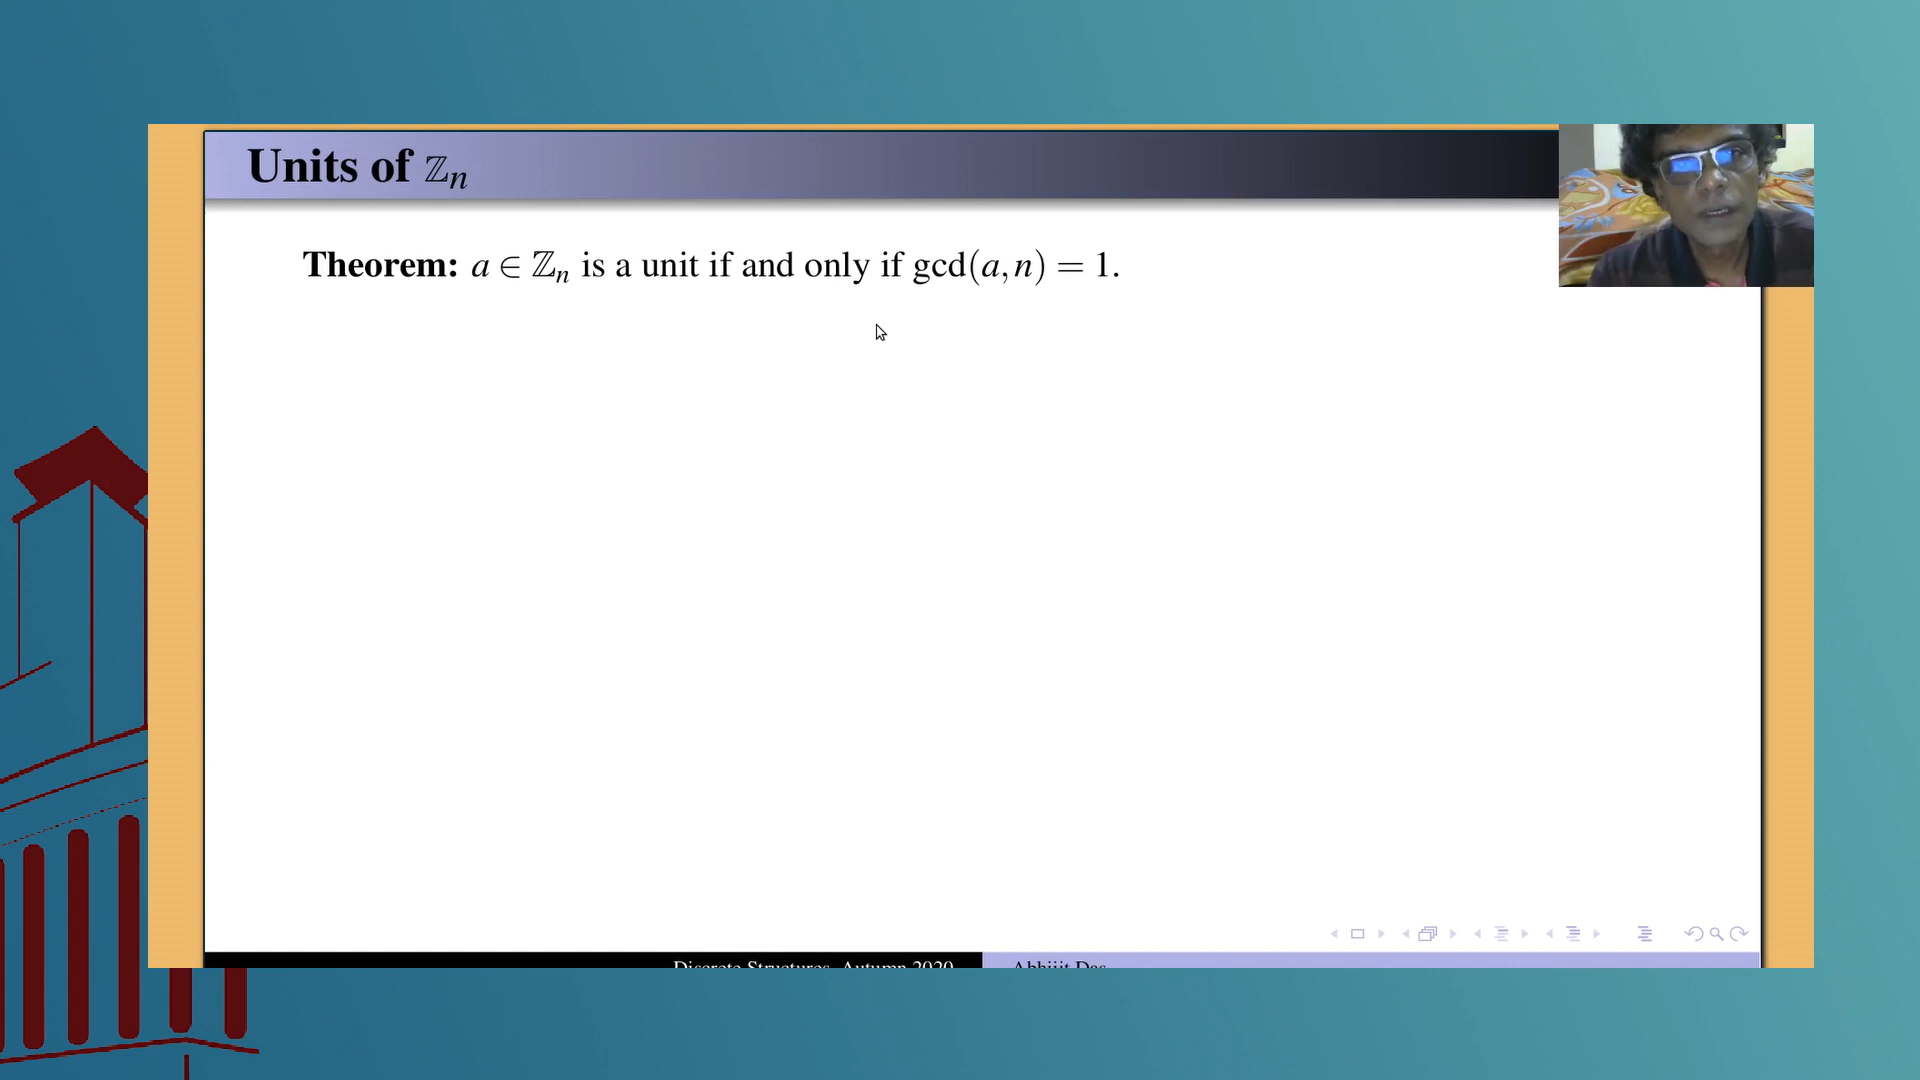 Units of ℤn
Theorem: a ∈ ℤn is a unit if and only if gcd(a, n) = 1.
Discrete Structures, Autumn 2020 Abhijit Das